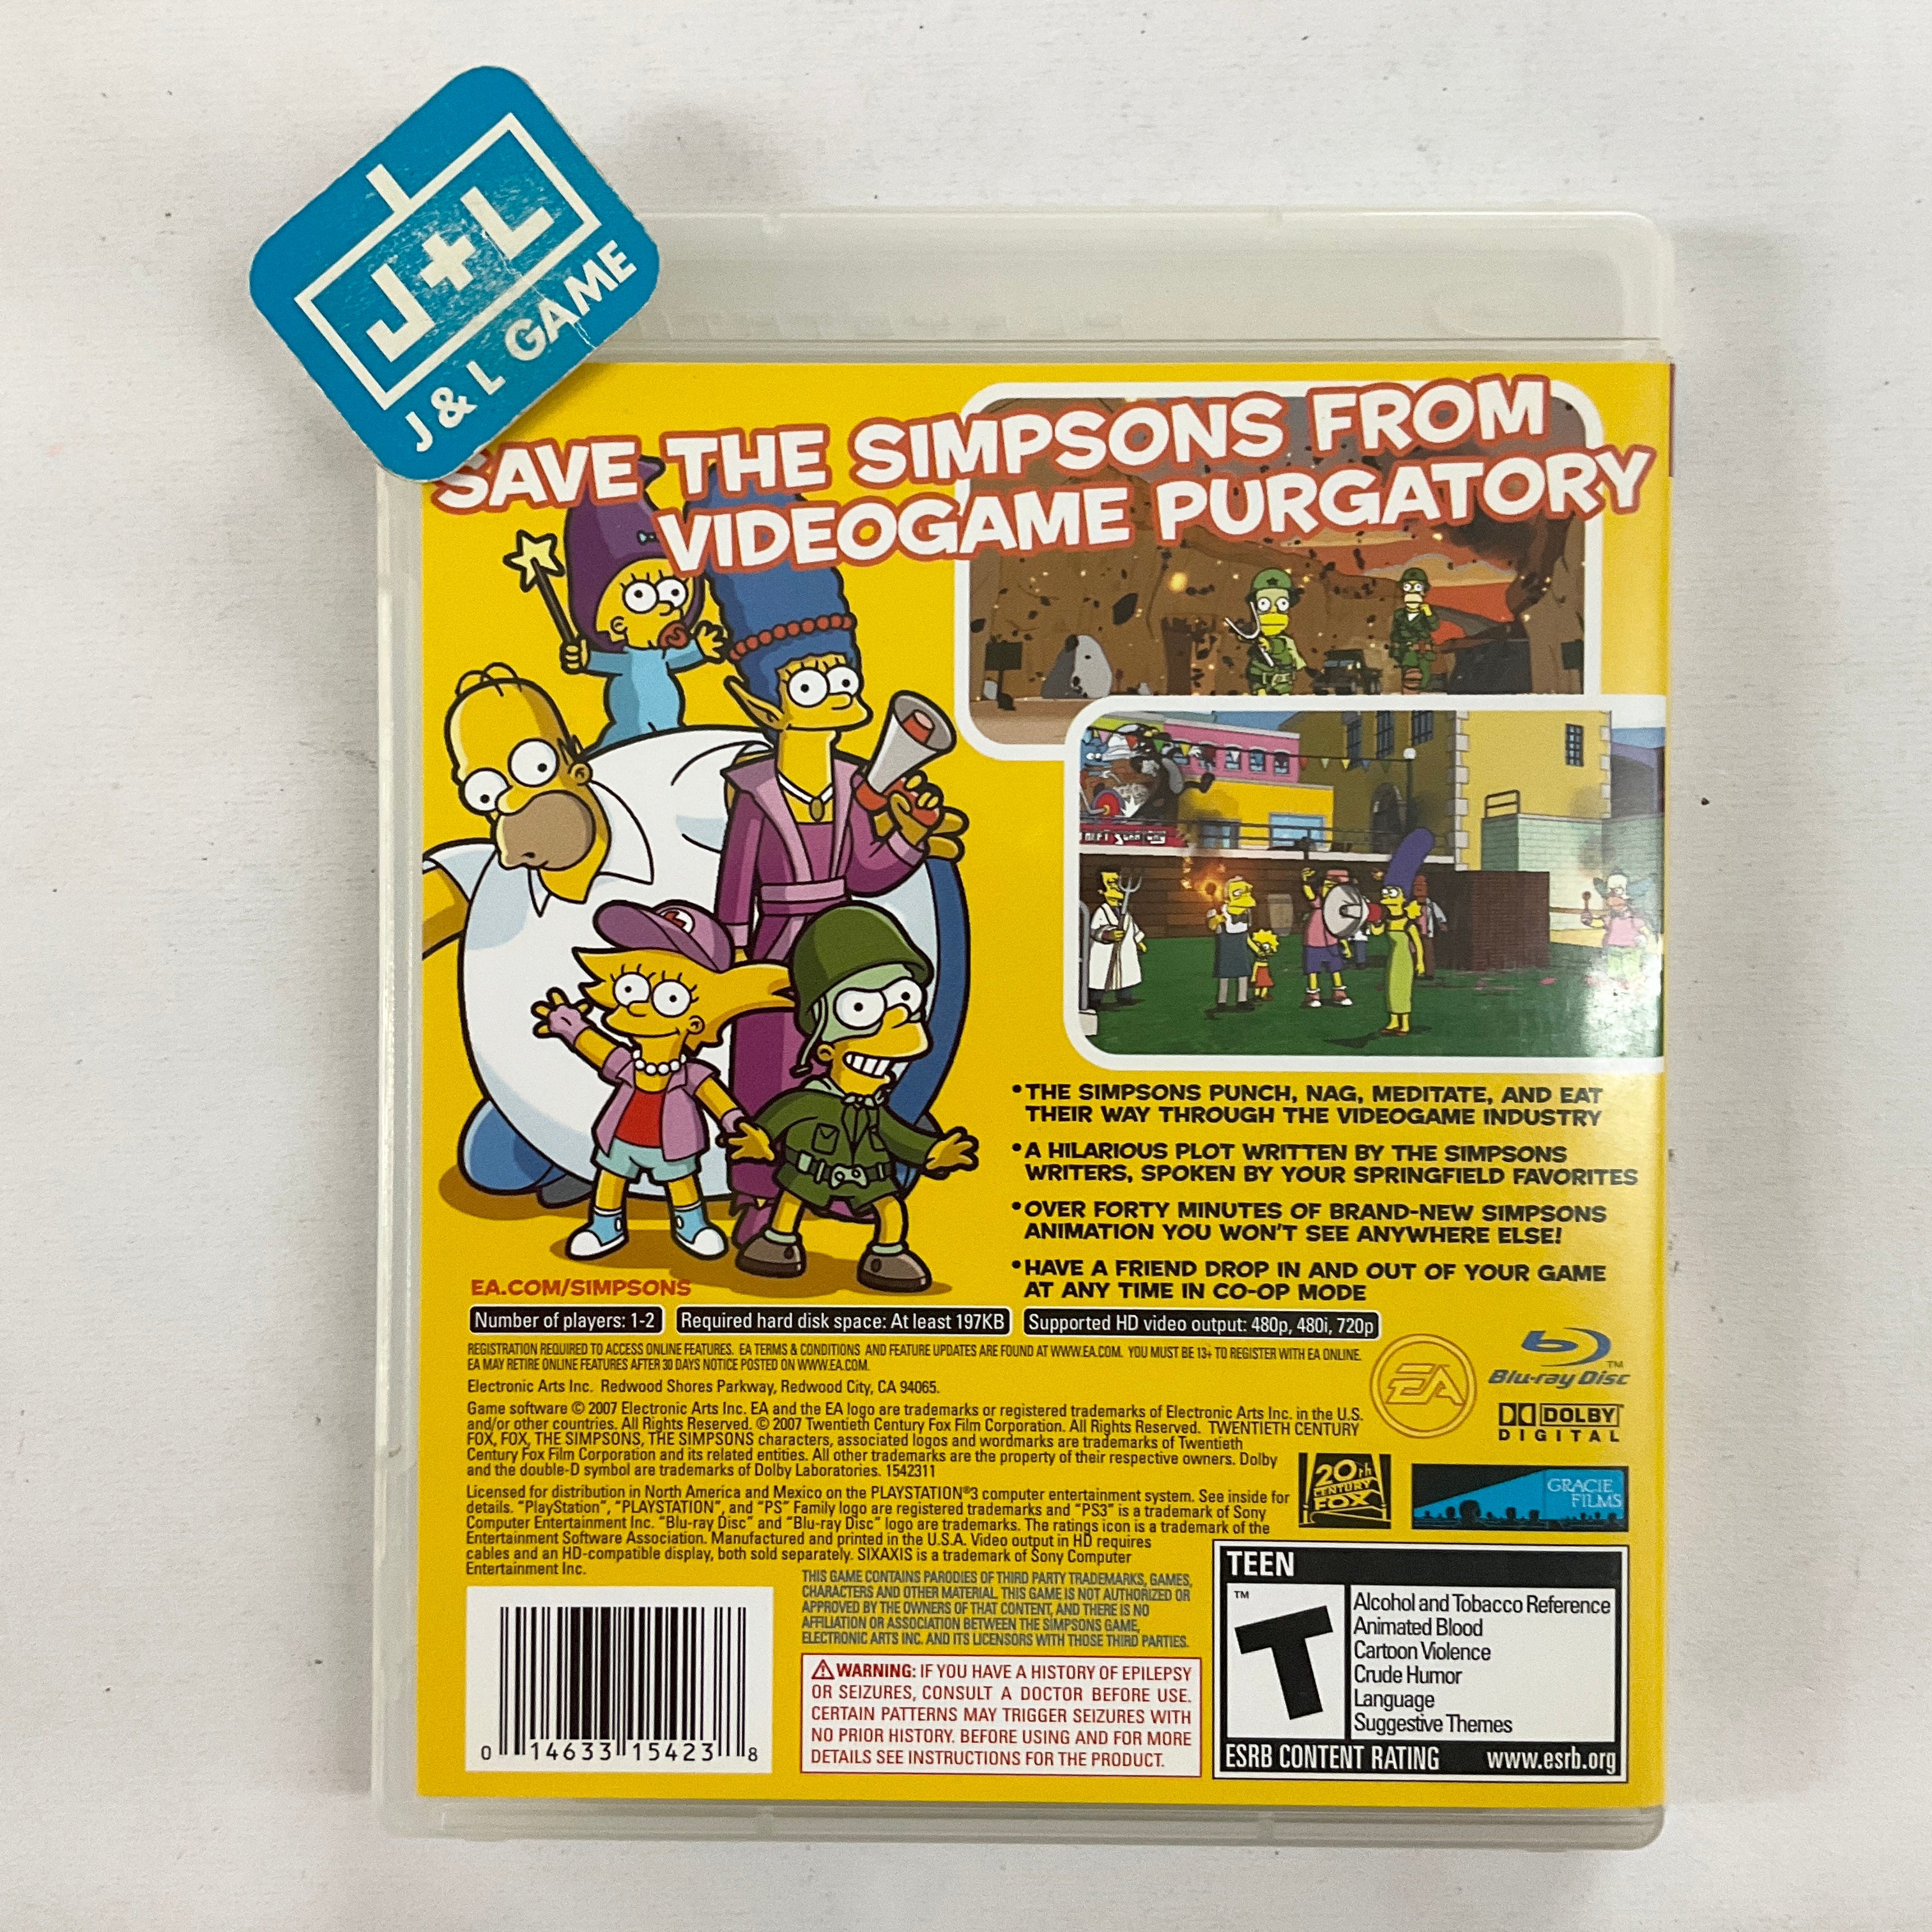 J+L
J & L GAME
SAVE THE SIMPSONS FROM
VIDEOGAME PURGATORY
•THE SIMPSONS PUNCH, NAG, MEDITATE, AND EAT
THEIR WAY THROUGH THE VIDEOGAME INDUSTRY
•A HILARIOUS PLOT WRITTEN BY THE SIMPSONS
WRITERS, SPOKEN BY YOUR SPRINGFIELD FAVORITES
•OVER FORTY MINUTES OF BRAND-NEW SIMPSONS
ANIMATION YOU WON'T SEE ANYWHERE ELSE!
•HAVE A FRIEND DROP IN AND OUT OF YOUR GAME
AT ANY TIME IN CO-OP MODE
EA.COM/SIMPSONS
Number of players: 1-2
Required hard disk space: At least 197KB
Supported HD video output: 480p, 480i, 720p
REGISTRATION REQUIRED TO ACCESS ONLINE FEATURES. EA TERMS & CONDITIONS AND FEATURE UPDATES ARE FOUND AT WWW.EA.COM. YOU MUST BE 13+ TO REGISTER WITH EA ONLINE.
EA MAY RETIRE ONLINE FEATURES AFTER 30 DAYS NOTICE POSTED ON WWW.EA.COM.
Electronic Arts Inc. Redwood Shores Parkway, Redwood City, CA 94065.
Game software © 2007 Electronic Arts Inc. EA and the EA logo are trademarks or registered trademarks of Electronic Arts Inc. in the U.S.
and/or other countries. All Rights Reserved. © 2007 Twentieth Century Fox Film Corporation. All Rights Reserved. TWENTIETH CENTURY
FOX, FOX, THE SIMPSONS, THE SIMPSONS characters, associated logos and wordmarks are trademarks of Twentieth
Century Fox Film Corporation and its related entities. All other trademarks are the property of their respective owners. Dolby
and the double-D symbol are trademarks of Dolby Laboratories. 1542311
Licensed for distribution in North America and Mexico on the PLAYSTATION®3 computer entertainment system. See inside for
details. "PlayStation", "PLAYSTATION", and "PS" Family logo are registered trademarks and "PS3" is a trademark of Sony
Computer Entertainment Inc. "Blu-ray Disc" and "Blu-ray Disc" logo are trademarks. The ratings icon is a trademark of the
Entertainment Software Association. Manufactured and printed in the U.S.A. Video output in HD requires
cables and an HD-compatible display, both sold separately. SIXAXIS is a trademark of Sony Computer
Entertainment Inc.
EA
Blu-ray Disc™
DOLBY
DIGITAL
20th
CENTURY
FOX
GRACIE
FILMS
THIS GAME CONTAINS PARODIES OF THIRD PARTY TRADEMARKS, GAMES,
CHARACTERS AND OTHER MATERIAL, THIS GAME IS NOT AUTHORIZED OR
APPROVED BY THE OWNERS OF THAT CONTENT, AND THERE IS NO
AFFILIATION OR ASSOCIATION BETWEEN THE SIMPSONS GAME,
ELECTRONIC ARTS INC. AND ITS LICENSORS WITH THOSE THIRD PARTIES.
WARNING: IF YOU HAVE A HISTORY OF EPILEPSY
OR SEIZURES, CONSULT A DOCTOR BEFORE USE.
CERTAIN PATTERNS MAY TRIGGER SEIZURES WITH
NO PRIOR HISTORY. BEFORE USING AND FOR MORE
DETAILS SEE INSTRUCTIONS FOR THE PRODUCT.
0 14633 15423 8
TEEN
T™
Alcohol and Tobacco Reference
Animated Blood
Cartoon Violence
Crude Humor
Language
Suggestive Themes
ESRB CONTENT RATING www.esrb.org